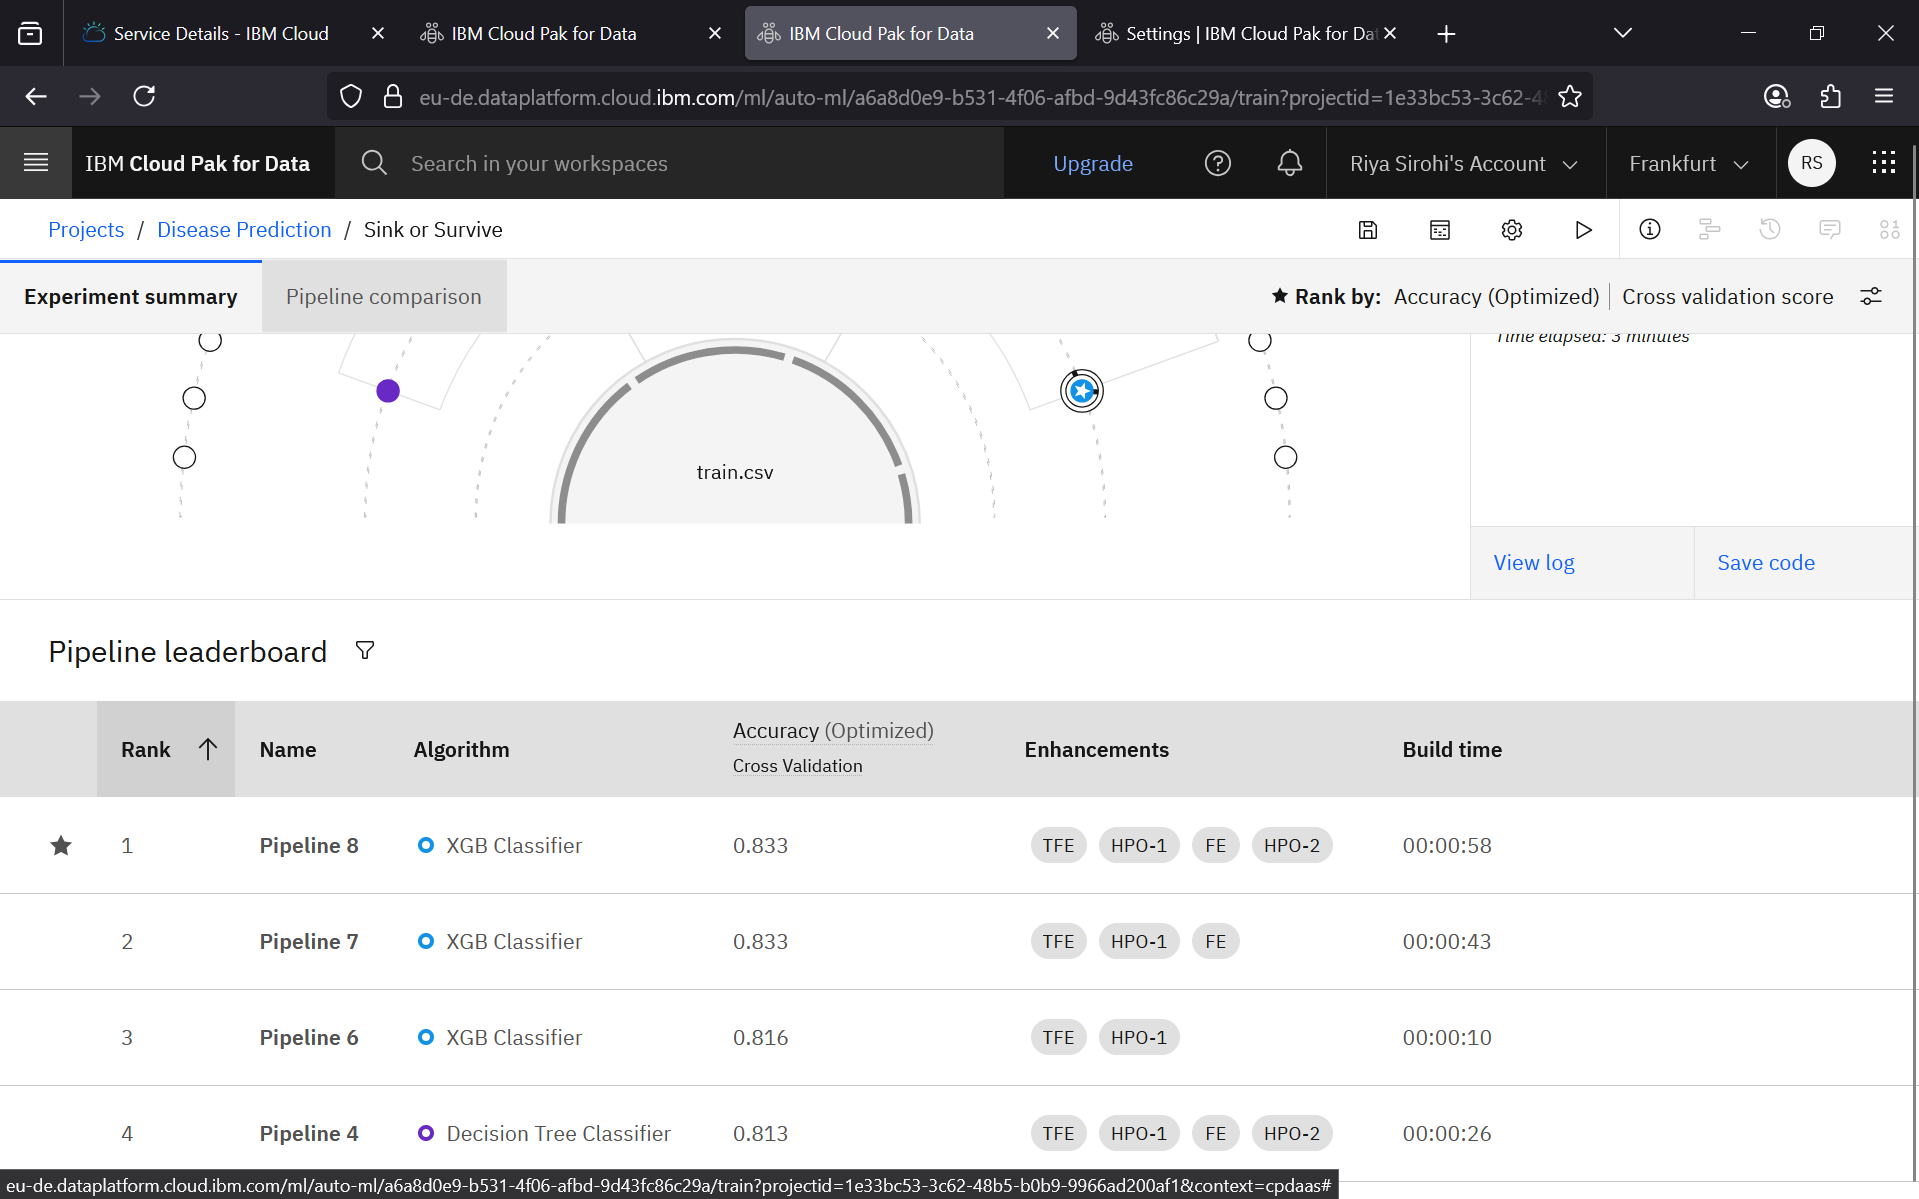 Service Details - IBM Cloud
IBM Cloud Pak for Data
IBM Cloud Pak for Data
Settings | IBM Cloud Pak for Dat
eu-de.dataplatform.cloud.ibm.com/ml/auto-ml/a6a8d0e9-b531-4f06-afbd-9d43fc86c29a/train?projectid=1e33bc53-3c62-48
IBM Cloud Pak for Data
Search in your workspaces
Upgrade
Riya Sirohi's Account
Frankfurt
RS
Projects / Disease Prediction / Sink or Survive
Experiment summary
Pipeline comparison
Rank by: Accuracy (Optimized) | Cross validation score
Time elapsed: 3 minutes
train.csv
View log
Save code
Pipeline leaderboard
Rank Name Algorithm Accuracy (Optimized) Enhancements Build time
Cross Validation
1 Pipeline 8 XGB Classifier 0.833 TFE HPO-1 FE HPO-2 00:00:58
2 Pipeline 7 XGB Classifier 0.833 TFE HPO-1 FE 00:00:43
3 Pipeline 6 XGB Classifier 0.816 TFE HPO-1 00:00:10
4 Pipeline 4 Decision Tree Classifier 0.813 TFE HPO-1 FE HPO-2 00:00:26
eu-de.dataplatform.cloud.ibm.com/ml/auto-ml/a6a8d0e9-b531-4f06-afbd-9d43fc86c29a/train?projectid=1e33bc53-3c62-48b5-b0b9-9966ad200af1&context=cpdaas#